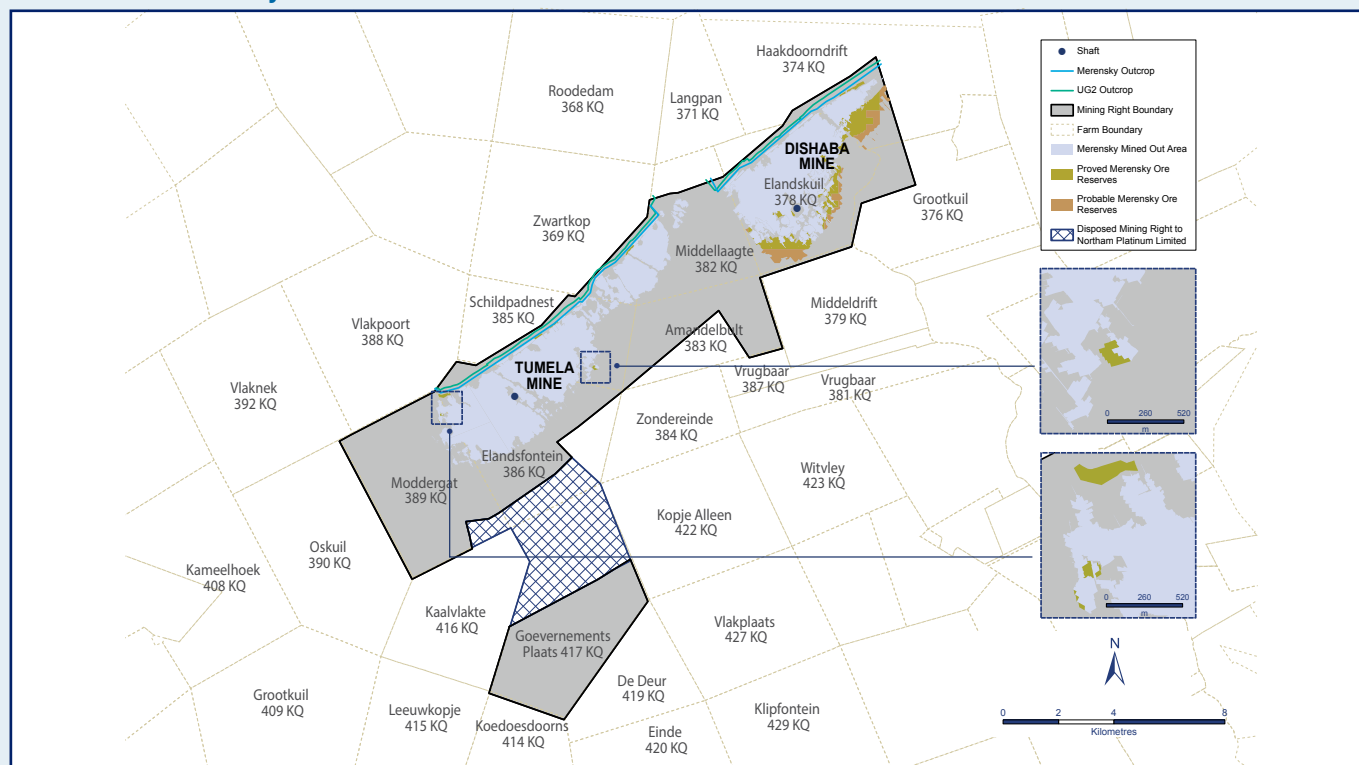 Haakdoorndrift
374 KQ
Roodedam
368 KQ
Langpan
371 KQ
DISHABA
MINE
Elandskuil
378 KQ
Grootkuil
376 KQ
Zwartkop
369 KQ
Middellaagte
382 KQ
Schildpadnest
385 KQ
Middeldrift
379 KQ
Vlakpoort
388 KQ
Amandelbult
383 KQ
TUMELA
MINE
Vrugbaar
387 KQ
Vrugbaar
381 KQ
Vlaknek
392 KQ
Zondereinde
384 KQ
Elandsfontein
386 KQ
Witvley
423 KQ
Moddergat
389 KQ
Kopje Alleen
422 KQ
Oskuil
390 KQ
Kameelhoek
408 KQ
Kaalvlakte
416 KQ
Vlakplaats
427 KQ
Goevernements
Plaats 417 KQ
De Deur
419 KQ
Grootkuil
409 KQ
Leeuwkopje
415 KQ
Koedoesdoorns
414 KQ
Einde
420 KQ
Klipfontein
429 KQ
Shaft
Merensky Outcrop
UG2 Outcrop
Mining Right Boundary
Farm Boundary
Merensky Mined Out Area
Proved Merensky Ore
Reserves
Probable Merensky Ore
Reserves
Disposed Mining Right to
Northam Platinum Limited
0 260 520
m
0 260 520
m
N
0 2 4 8
Kilometres